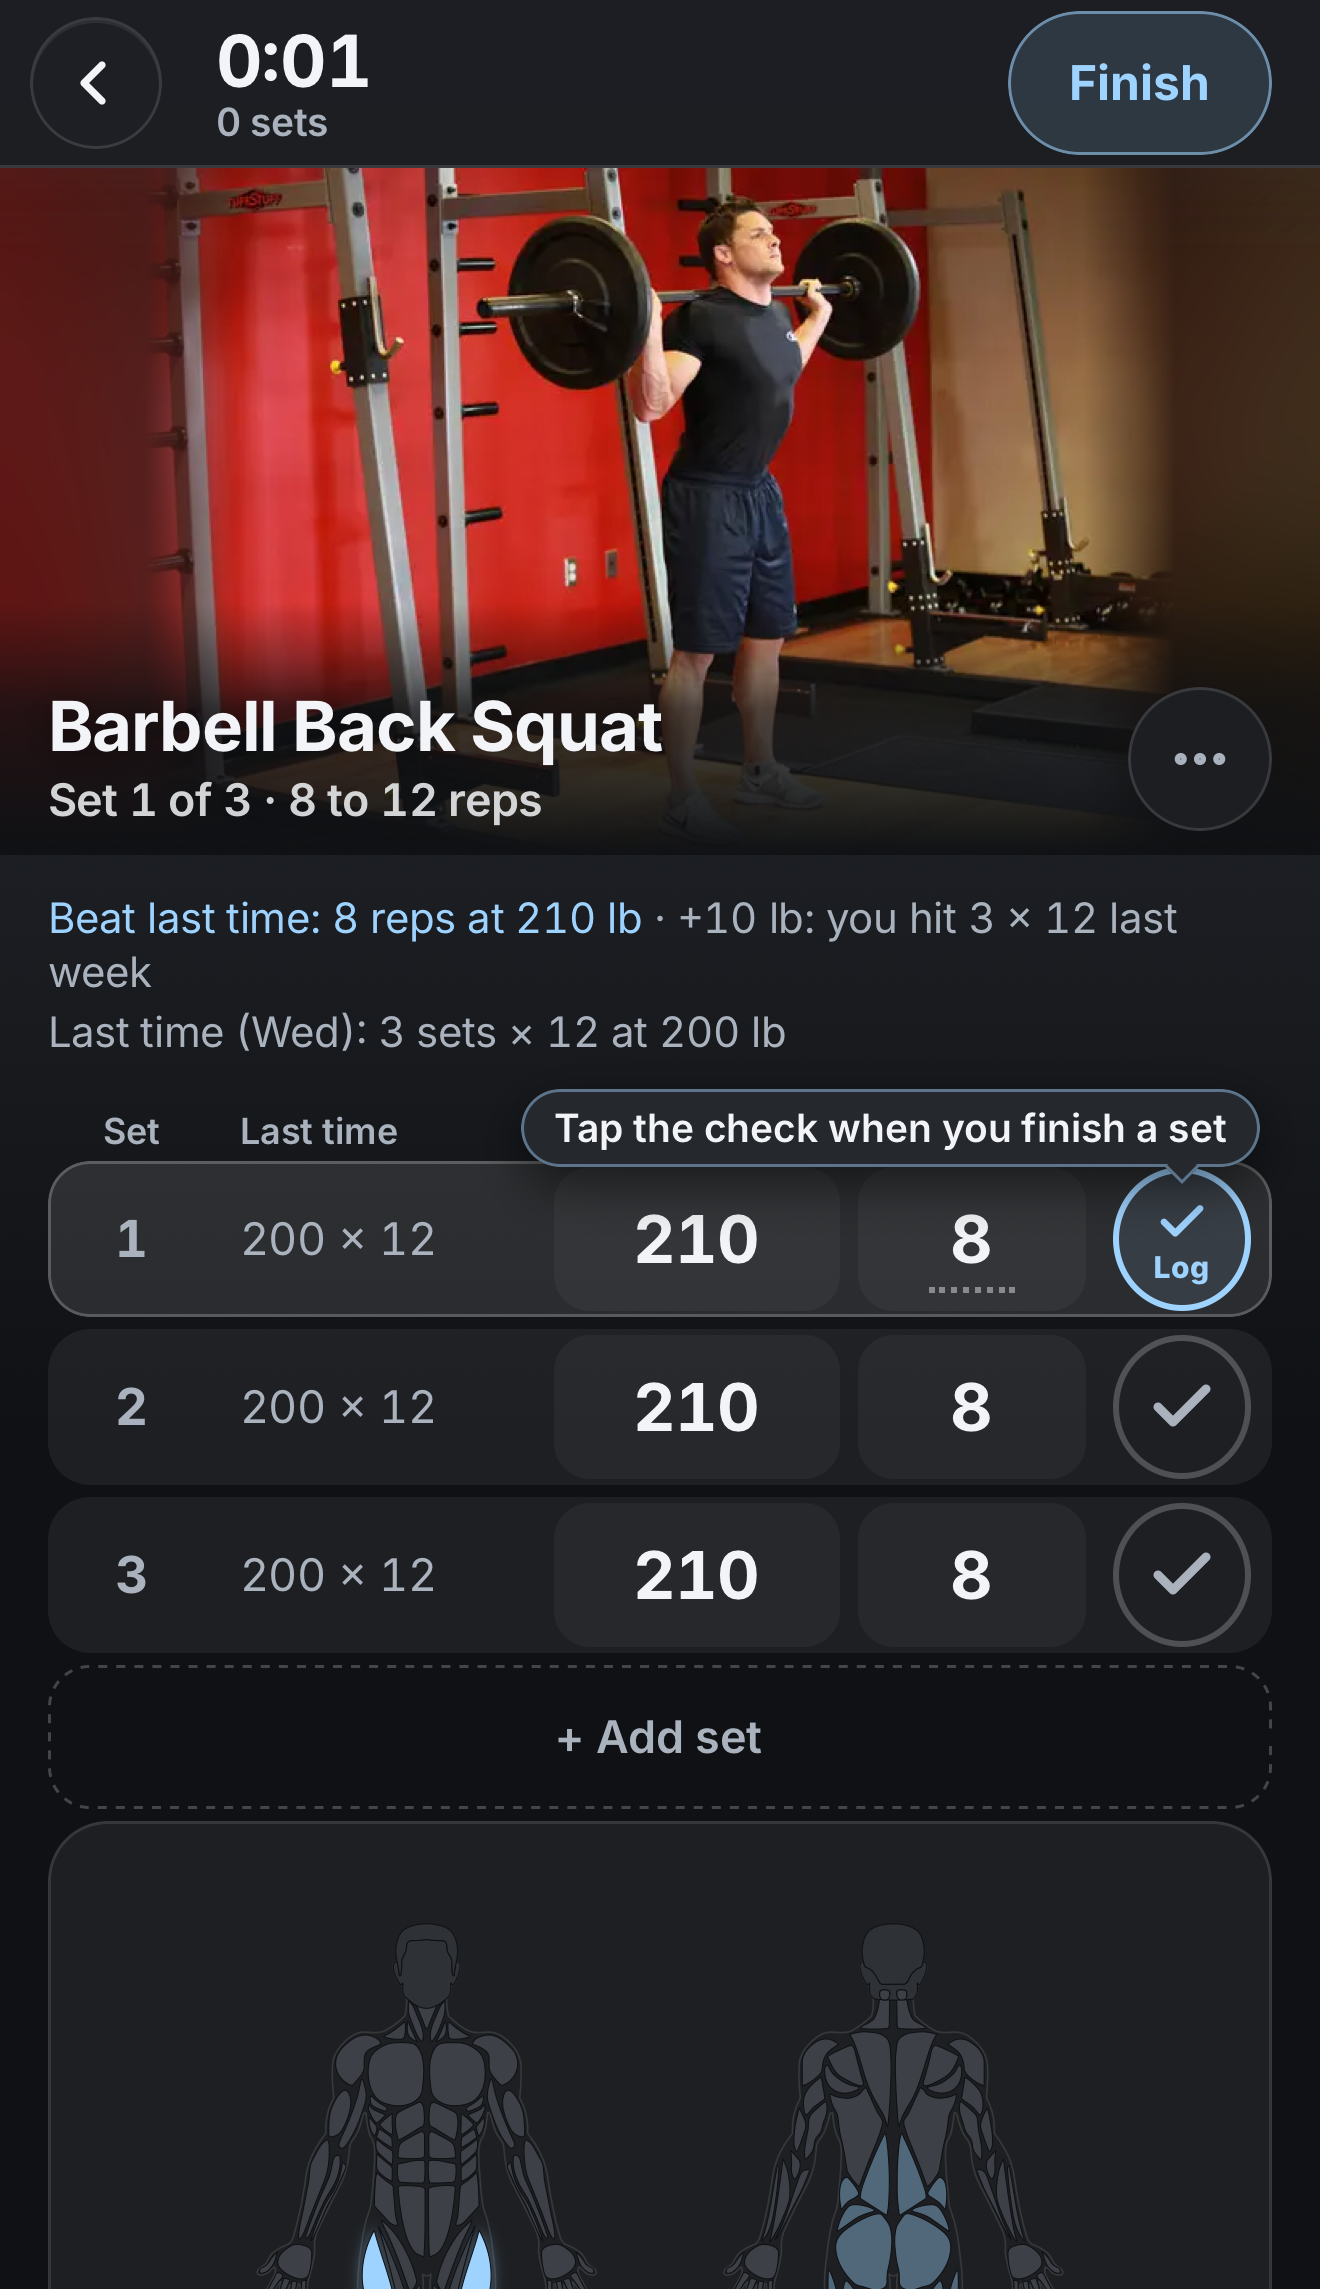 0:01
0 sets
Finish
Barbell Back Squat
Set 1 of 3 · 8 to 12 reps
Beat last time: 8 reps at 210 lb · +10 lb: you hit 3 × 12 last
week
Last time (Wed): 3 sets × 12 at 200 lb
Set Last time
Tap the check when you finish a set
1 200 × 12 210 8 Log
2 200 × 12 210 8
3 200 × 12 210 8
+ Add set